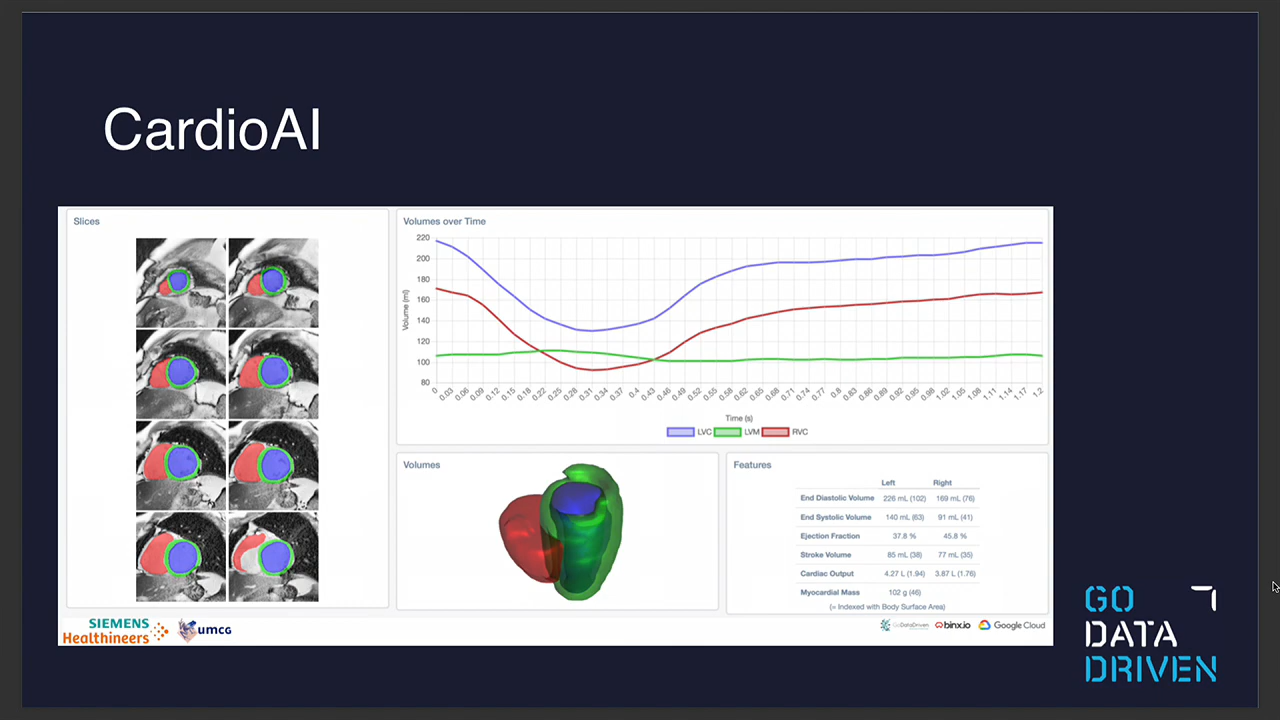 CardioAI
Slices
Volumes over Time
220
200
180
160
140
120
100
80
Volume (ml)
0 0.03 0.06 0.09 0.12 0.15 0.18 0.22 0.25 0.28 0.31 0.34 0.37 0.4 0.43 0.46 0.49 0.52 0.55 0.58 0.62 0.65 0.68 0.71 0.74 0.77 0.8 0.83 0.86 0.89 0.92 0.95 0.98 1.02 1.05 1.08 1.11 1.14 1.17 1.2
Time (s)
LVC LVM RVC
Volumes
Features
Left Right
End Diastolic Volume 226 mL (102) 169 mL (76)
End Systolic Volume 140 mL (63) 91 mL (41)
Ejection Fraction 37.8 % 45.8 %
Stroke Volume 85 mL (38) 77 mL (35)
Cardiac Output 4.27 L (1.94) 3.87 L (1.76)
Myocardial Mass 102 g (46)
(= Indexed with Body Surface Area)
SIEMENS
Healthineers
umcg
GoDataDriven binx.io Google Cloud
GO
DATA
DRIVEN